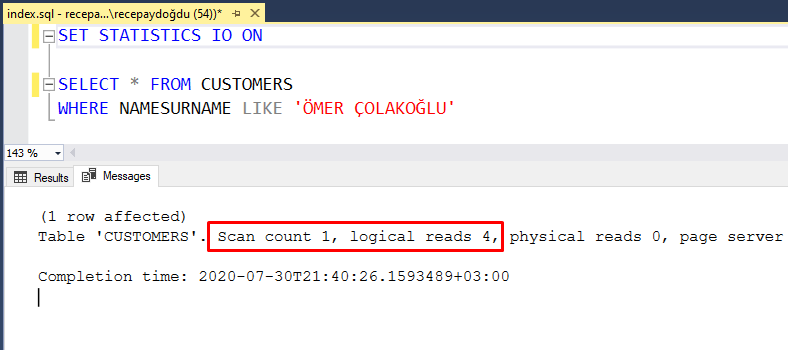 index.sql - recepa...\recepaydoğdu (54))*
SET STATISTICS IO ON
SELECT * FROM CUSTOMERS
WHERE NAMESURNAME LIKE 'ÖMER ÇOLAKOĞLU'
143 %
Results Messages
(1 row affected)
Table 'CUSTOMERS'. Scan count 1, logical reads 4, physical reads 0, page server
Completion time: 2020-07-30T21:40:26.1593489+03:00